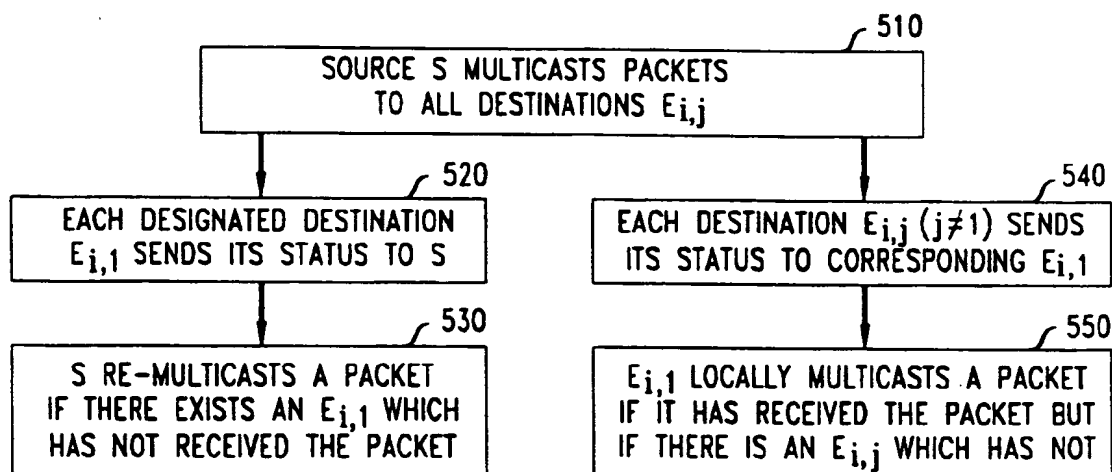 510
SOURCE S MULTICASTS PACKETS
TO ALL DESTINATIONS Ei,j
520
EACH DESIGNATED DESTINATION
Ei,1 SENDS ITS STATUS TO S
530
S RE-MULTICASTS A PACKET
IF THERE EXISTS AN Ei,1 WHICH
HAS NOT RECEIVED THE PACKET
540
EACH DESTINATION Ei,j (j≠1) SENDS
ITS STATUS TO CORRESPONDING Ei,1
550
Ei,1 LOCALLY MULTICASTS A PACKET
IF IT HAS RECEIVED THE PACKET BUT
IF THERE IS AN Ei,j WHICH HAS NOT